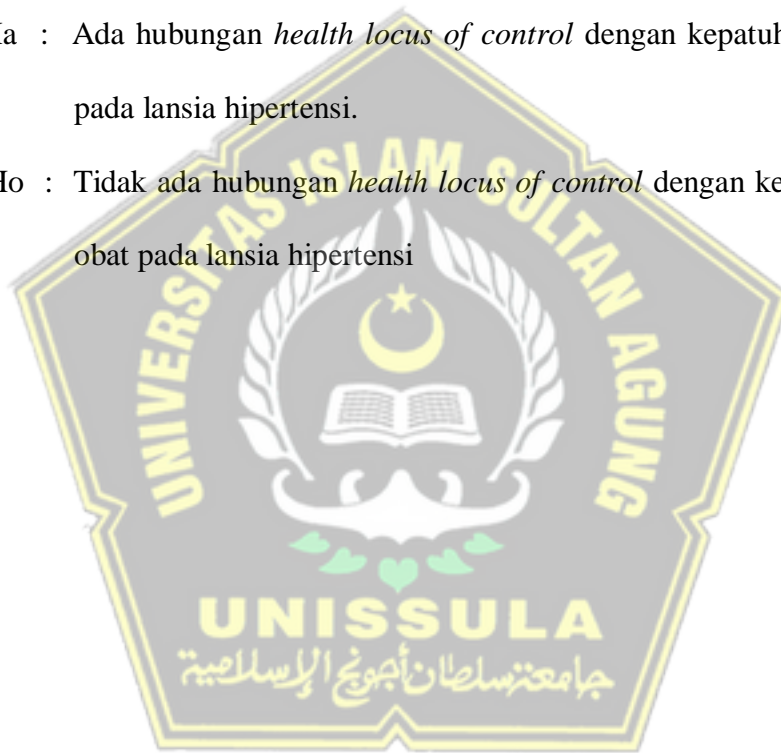 a : Ada hubungan health locus of control dengan kepatuh
pada lansia hipertensi.
Ho : Tidak ada hubungan health locus of control dengan ke
obat pada lansia hipertensi
UNIVERSITAS ISLAM SULTAN AGUNG
UNISSULA
جامعة سلطان أجونج الإسلامية